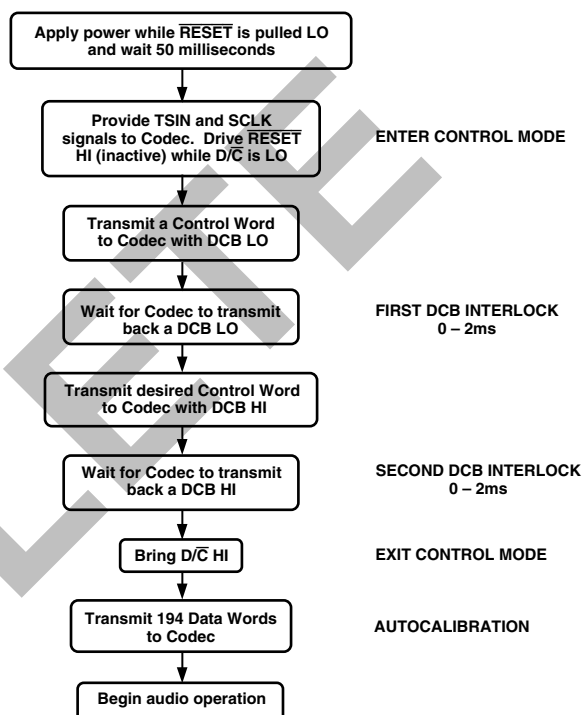 Apply power while RESET is pulled LO
and wait 50 milliseconds
Provide TSIN and SCLK
signals to Codec. Drive RESET
HI (inactive) while D/C is LO
ENTER CONTROL MODE
Transmit a Control Word
to Codec with DCB LO
Wait for Codec to transmit
back a DCB LO
FIRST DCB INTERLOCK
0 – 2ms
Transmit desired Control Word
to Codec with DCB HI
Wait for Codec to transmit
back a DCB HI
SECOND DCB INTERLOCK
0 – 2ms
Bring D/C HI
EXIT CONTROL MODE
Transmit 194 Data Words
to Codec
AUTOCALIBRATION
Begin audio operation
LETE